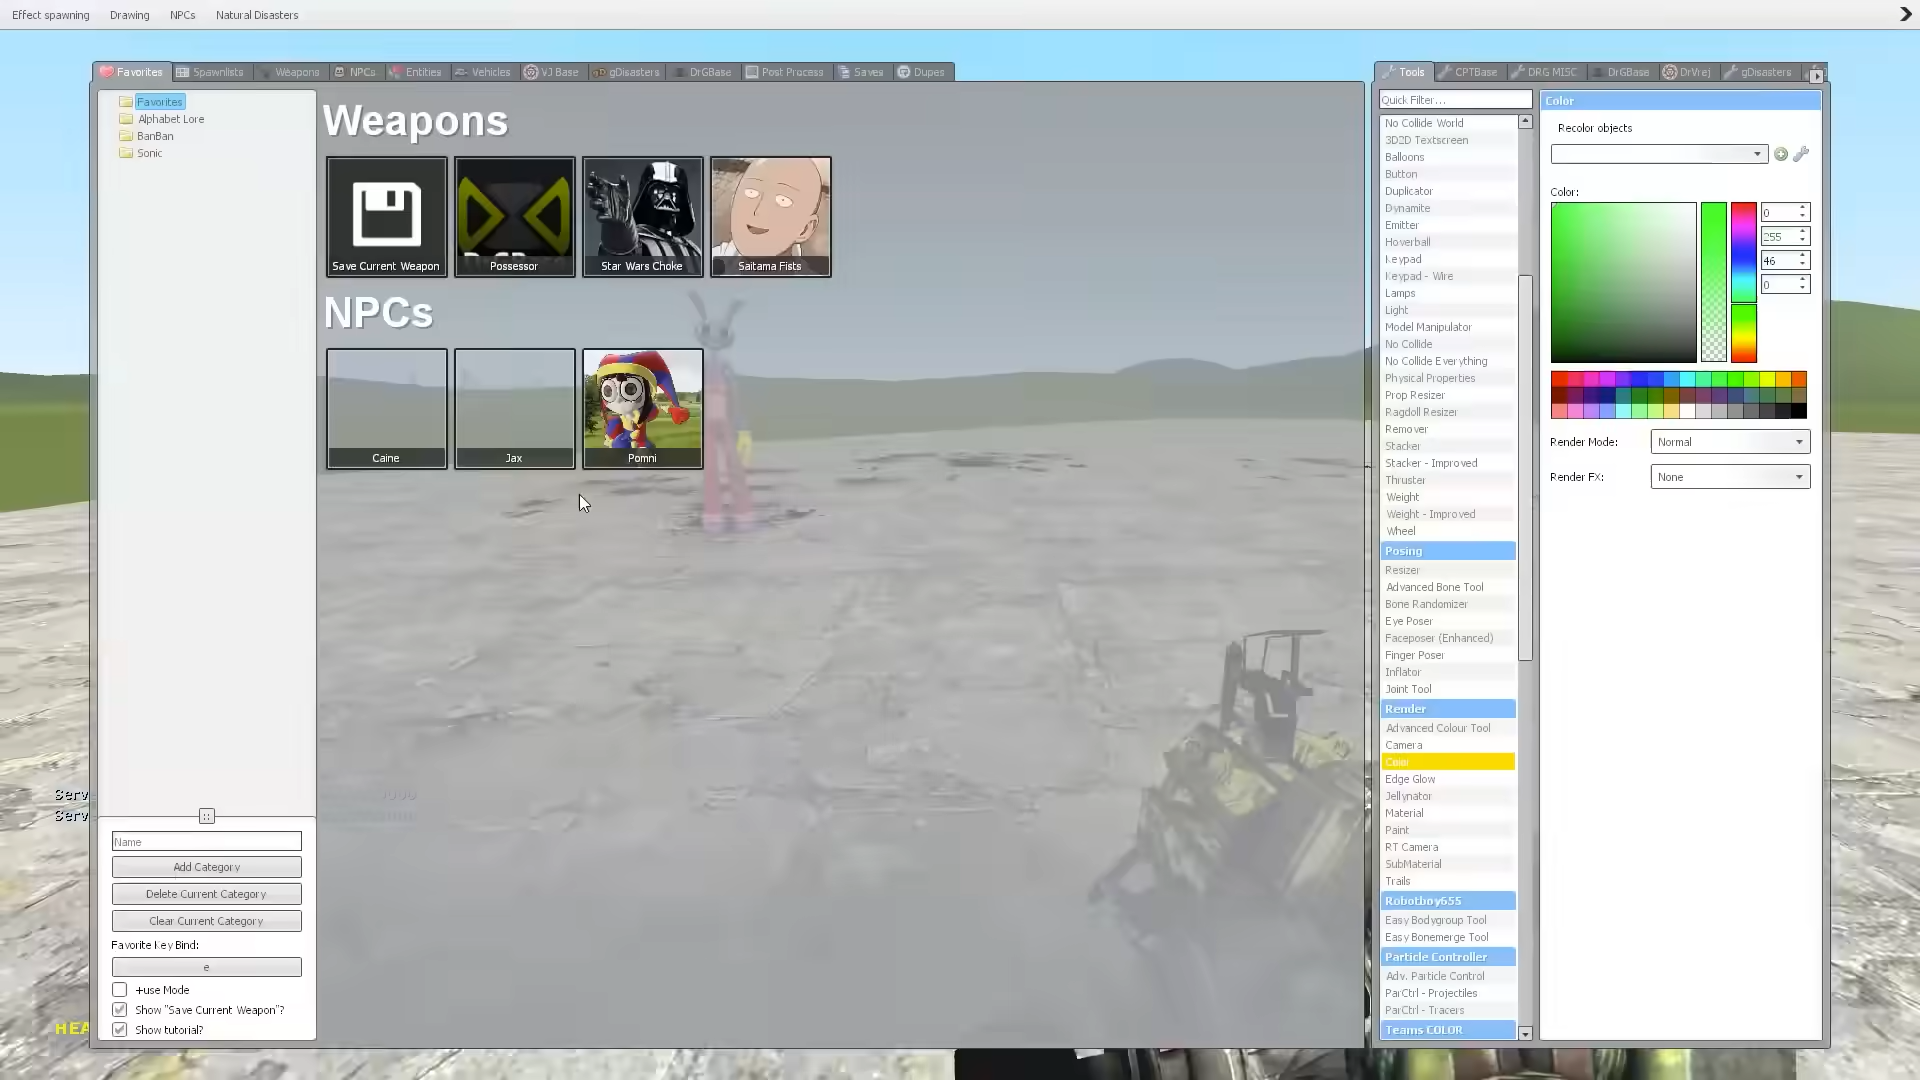 Effect spawning Drawing NPCs Natural Disasters
Favorites Spawnlists Weapons NPCs Entities Vehicles VJ Base gDisasters DrGBase Post Process Saves Dupes
Favorites
Alphabet Lore
BanBan
Sonic
Weapons
Save Current Weapon
Possessor
Star Wars Choke
Saitama Fists
NPCs
Caine
Jax
Pomni
Serv
Serv
Name
Add Category
Delete Current Category
Clear Current Category
Favorite Key Bind:
e
+use Mode
Show "Save Current Weapon"?
Show tutorial?
HEA
Tools CPTBase DRG MISC DrGBase DrVrej gDisasters
Quick Filter...
No Collide World
3D2D Textscreen
Balloons
Button
Duplicator
Dynamite
Emitter
Hoverball
Keypad
Keypad - Wire
Lamps
Light
Model Manipulator
No Collide
No Collide Everything
Physical Properties
Prop Resizer
Ragdoll Resizer
Remover
Stacker
Stacker - Improved
Thruster
Weight
Weight - Improved
Wheel
Posing
Resizer
Advanced Bone Tool
Bone Randomizer
Eye Poser
Faceposer (Enhanced)
Finger Poser
Inflator
Joint Tool
Render
Advanced Colour Tool
Camera
Color
Edge Glow
Jellynator
Material
Paint
RT Camera
SubMaterial
Trails
Robotboy655
Easy Bodygroup Tool
Easy Bonemerge Tool
Particle Controller
Adv. Particle Control
ParCtrl - Projectiles
ParCtrl - Tracers
Teams COLOR
Color
Recolor objects
Color:
0
255
46
0
Render Mode: Normal
Render FX: None